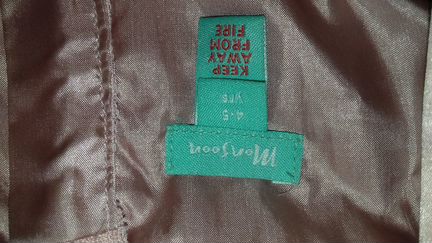 Monsoon
4-5
yrs
KEEP
AWAY
FROM
FIRE